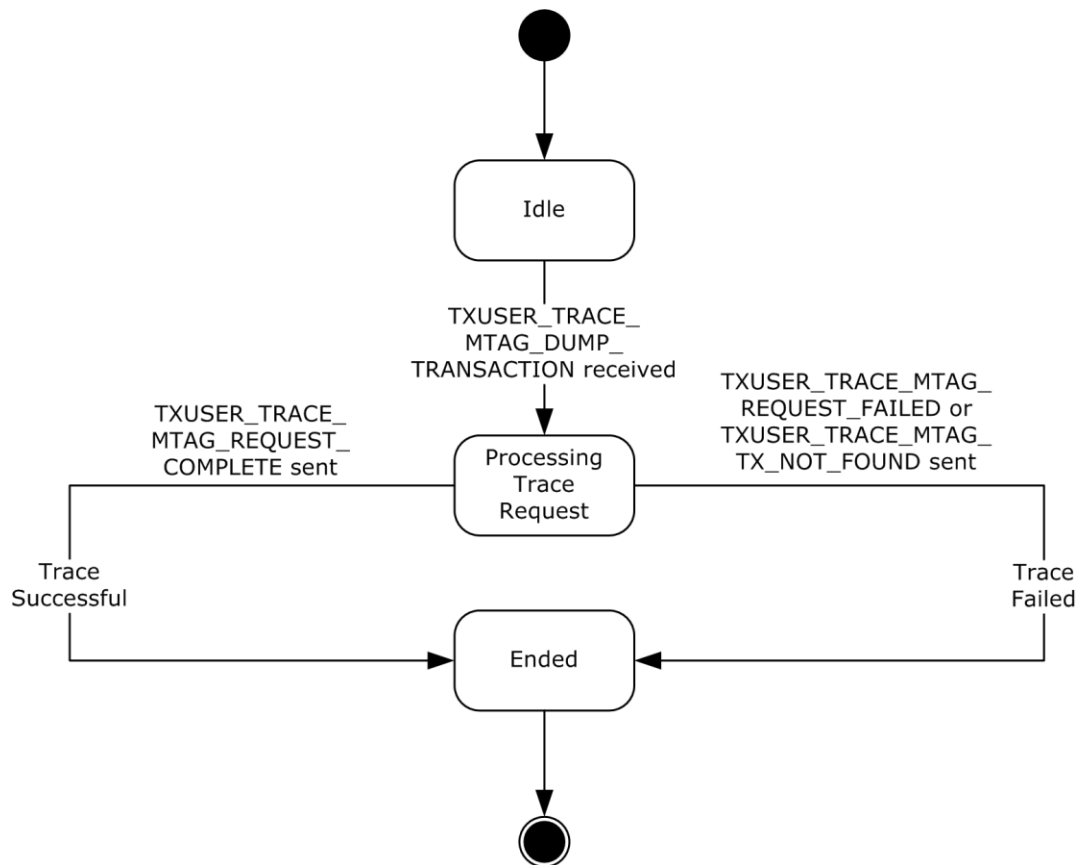 Idle
TXUSER_TRACE_
MTAG_DUMP_
TRANSACTION received
TXUSER_TRACE_
MTAG_REQUEST_
COMPLETE sent
TXUSER_TRACE_MTAG_
REQUEST_FAILED or
TXUSER_TRACE_MTAG_
TX_NOT_FOUND sent
Processing
Trace
Request
Trace
Successful
Trace
Failed
Ended